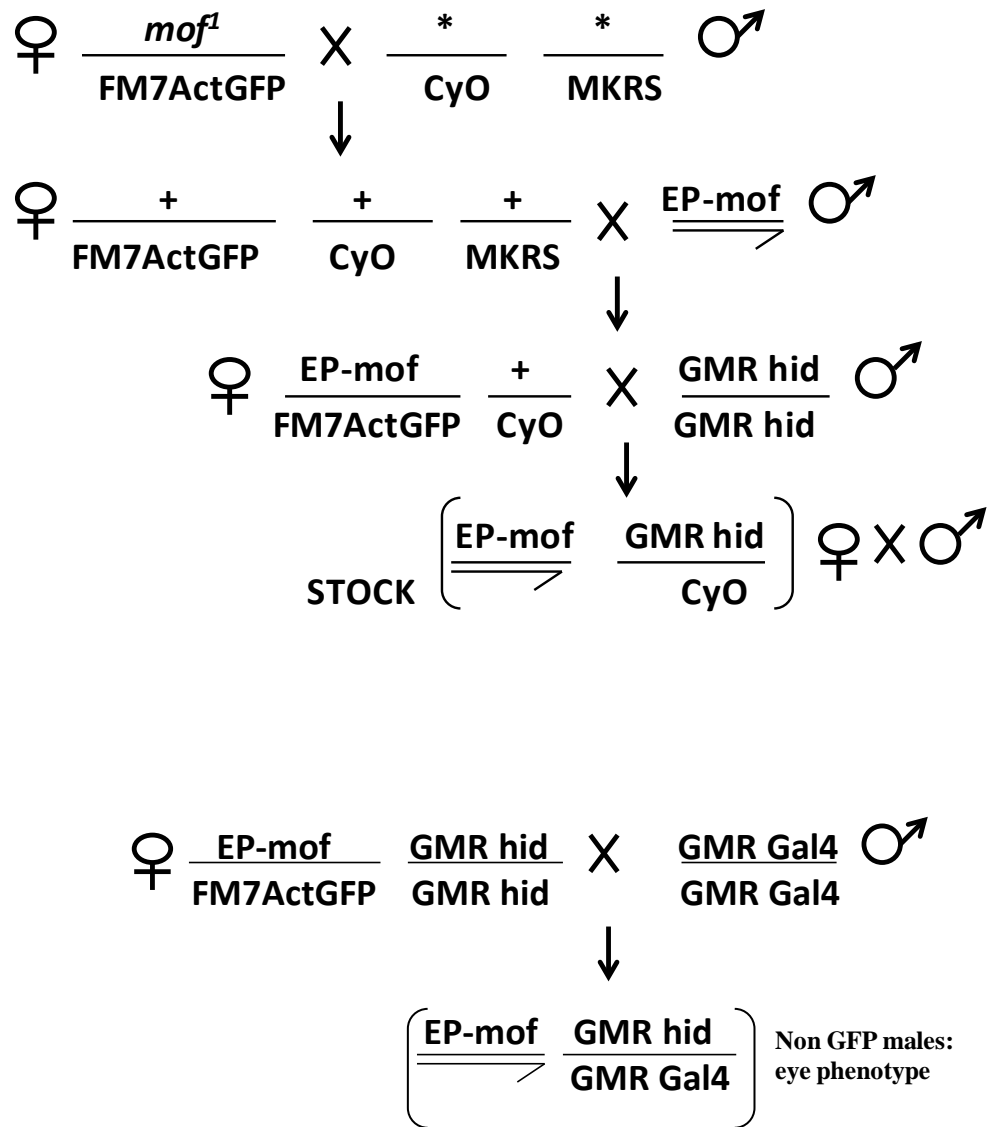 ♀ mof¹ X * * ♂
FM7ActGFP CyO MKRS
♀ + + + X EP-mof ♂
FM7ActGFP CyO MKRS
♀ EP-mof + X GMR hid ♂
FM7ActGFP CyO GMR hid
EP-mof GMR hid ♀ X ♂
STOCK CyO
♀ EP-mof GMR hid X GMR Gal4 ♂
FM7ActGFP GMR hid GMR Gal4
EP-mof GMR hid Non GFP males:
GMR Gal4 eye phenotype